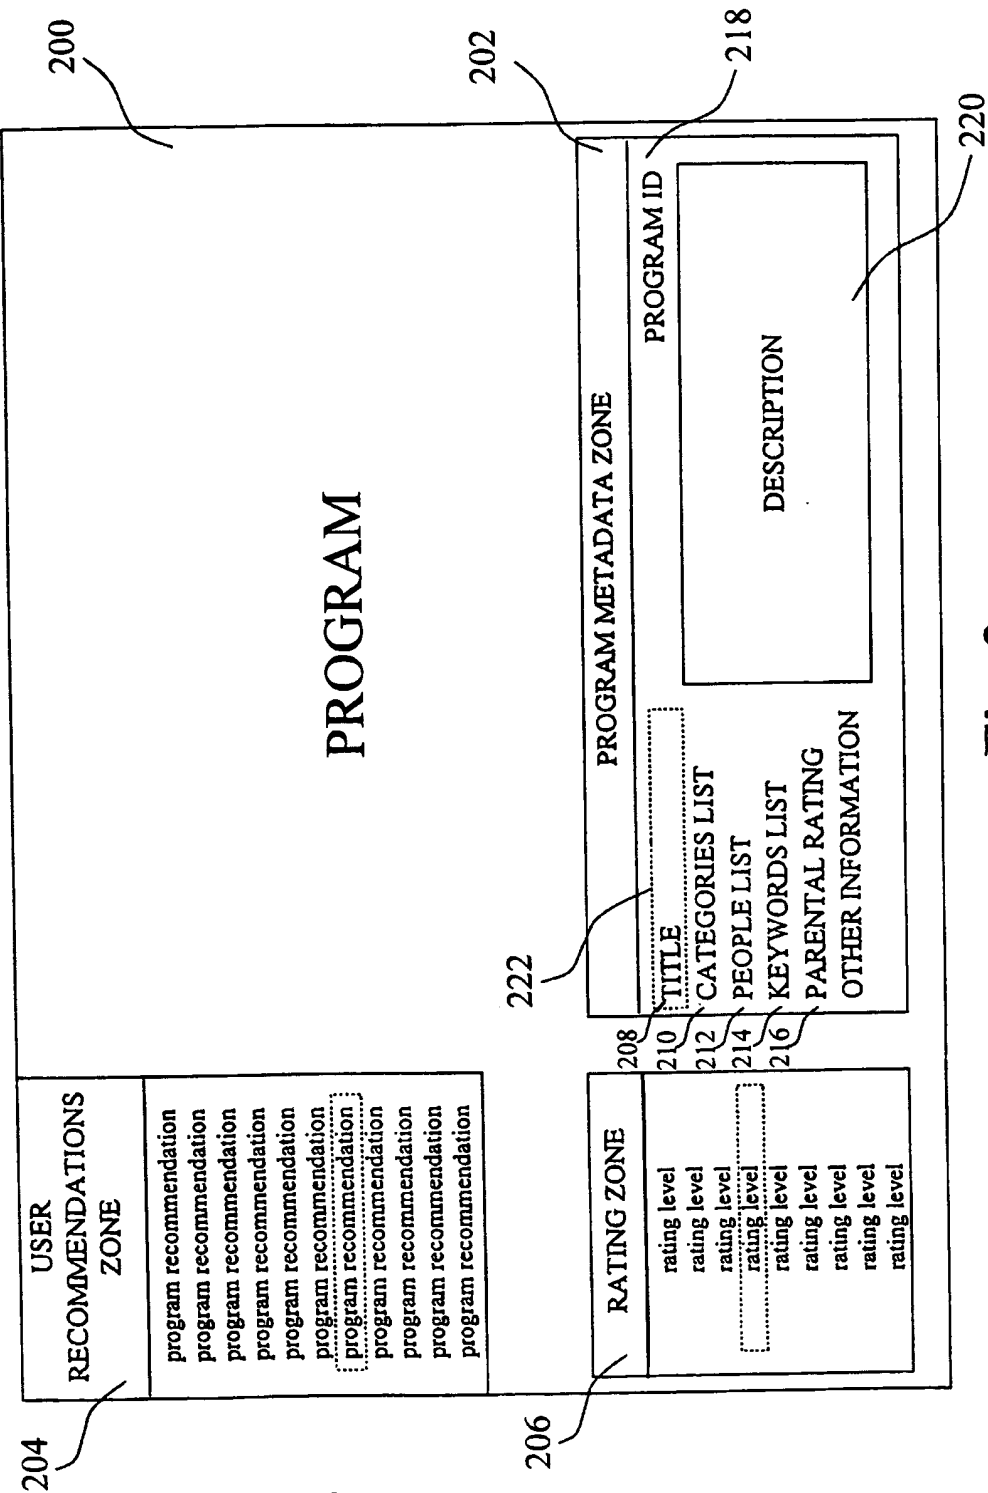 200
204
USER
RECOMMENDATIONS
ZONE
program recommendation
program recommendation
program recommendation
program recommendation
program recommendation
program recommendation
program recommendation
program recommendation
program recommendation
program recommendation
program recommendation
PROGRAM
206
RATING ZONE
rating level
rating level
rating level
rating level
rating level
rating level
rating level
rating level
rating level
222
202
PROGRAM METADATA ZONE
208 TITLE
210 CATEGORIES LIST
212 PEOPLE LIST
214 KEYWORDS LIST
216 PARENTAL RATING
OTHER INFORMATION
PROGRAM ID
218
DESCRIPTION
220